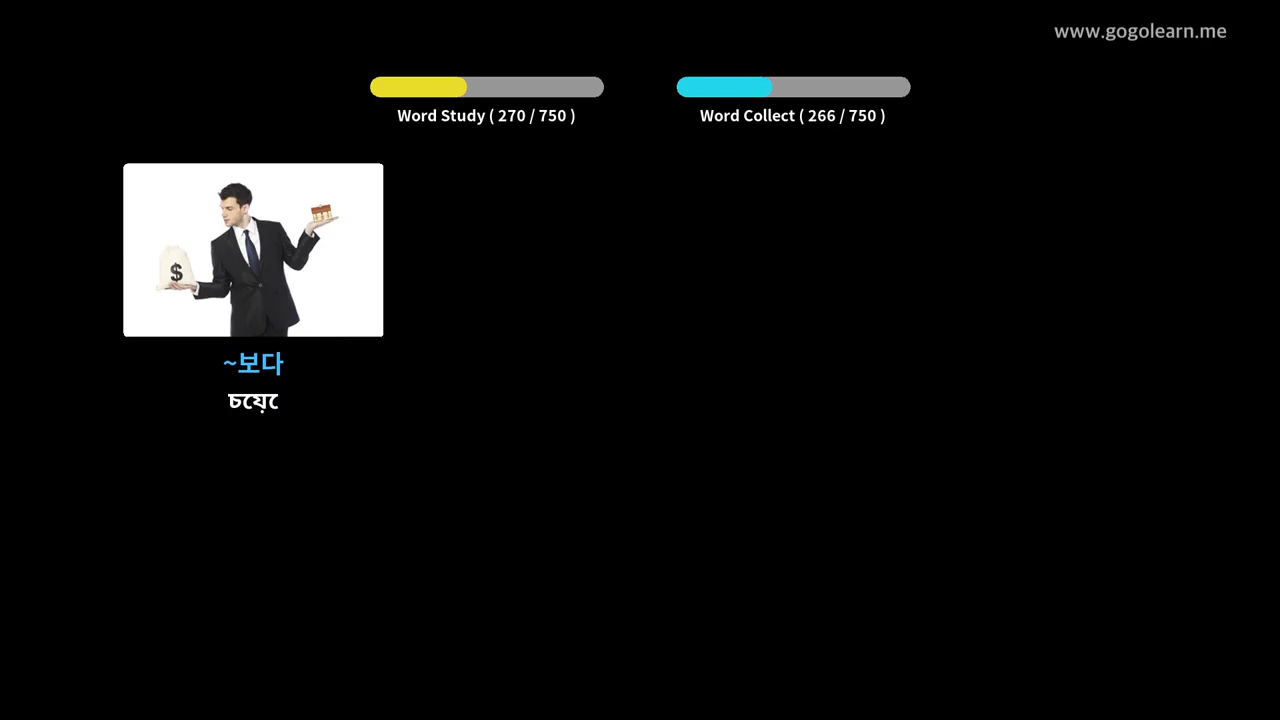 www.gogolearn.me
Word Study ( 270 / 750 )
Word Collect ( 266 / 750 )
$
~보다
চেয়ে